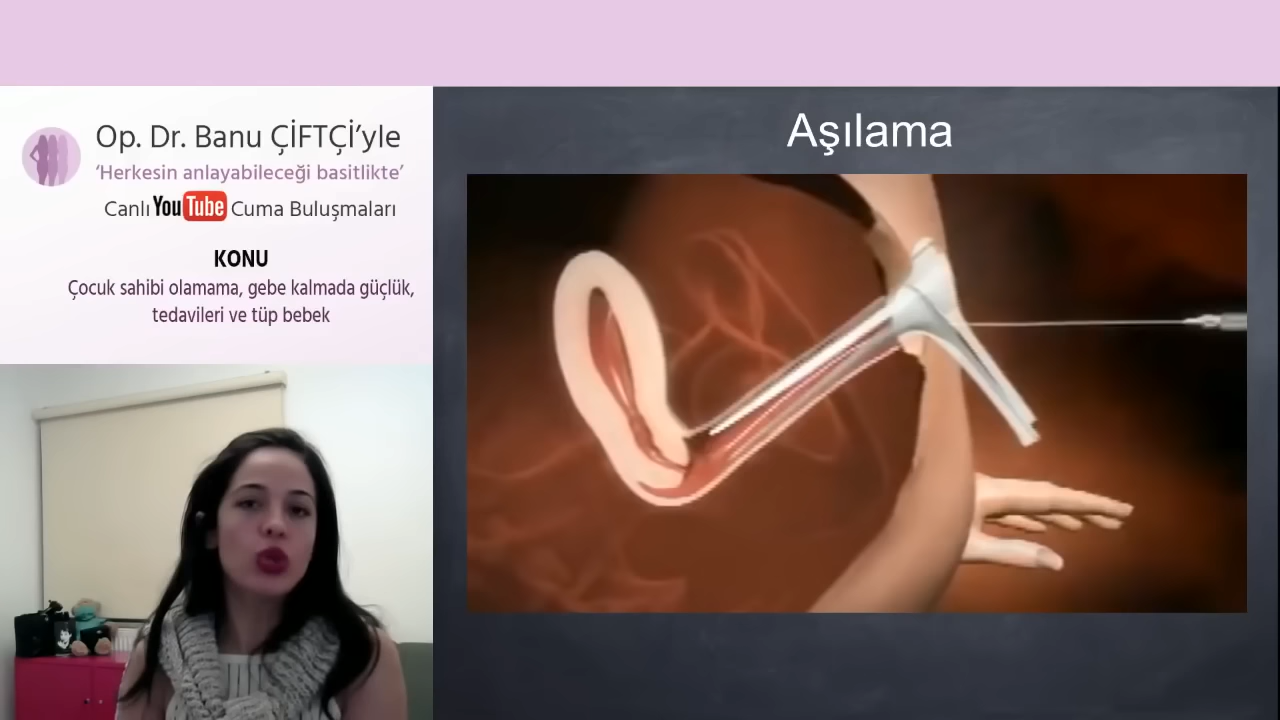 Op. Dr. Banu ÇİFTÇİ'yle
‘Herkesin anlayabileceği basitlikte’
Canlı YouTube Cuma Buluşmaları
KONU
Çocuk sahibi olamama, gebe kalmada güçlük,
tedavileri ve tüp bebek
Aşılama